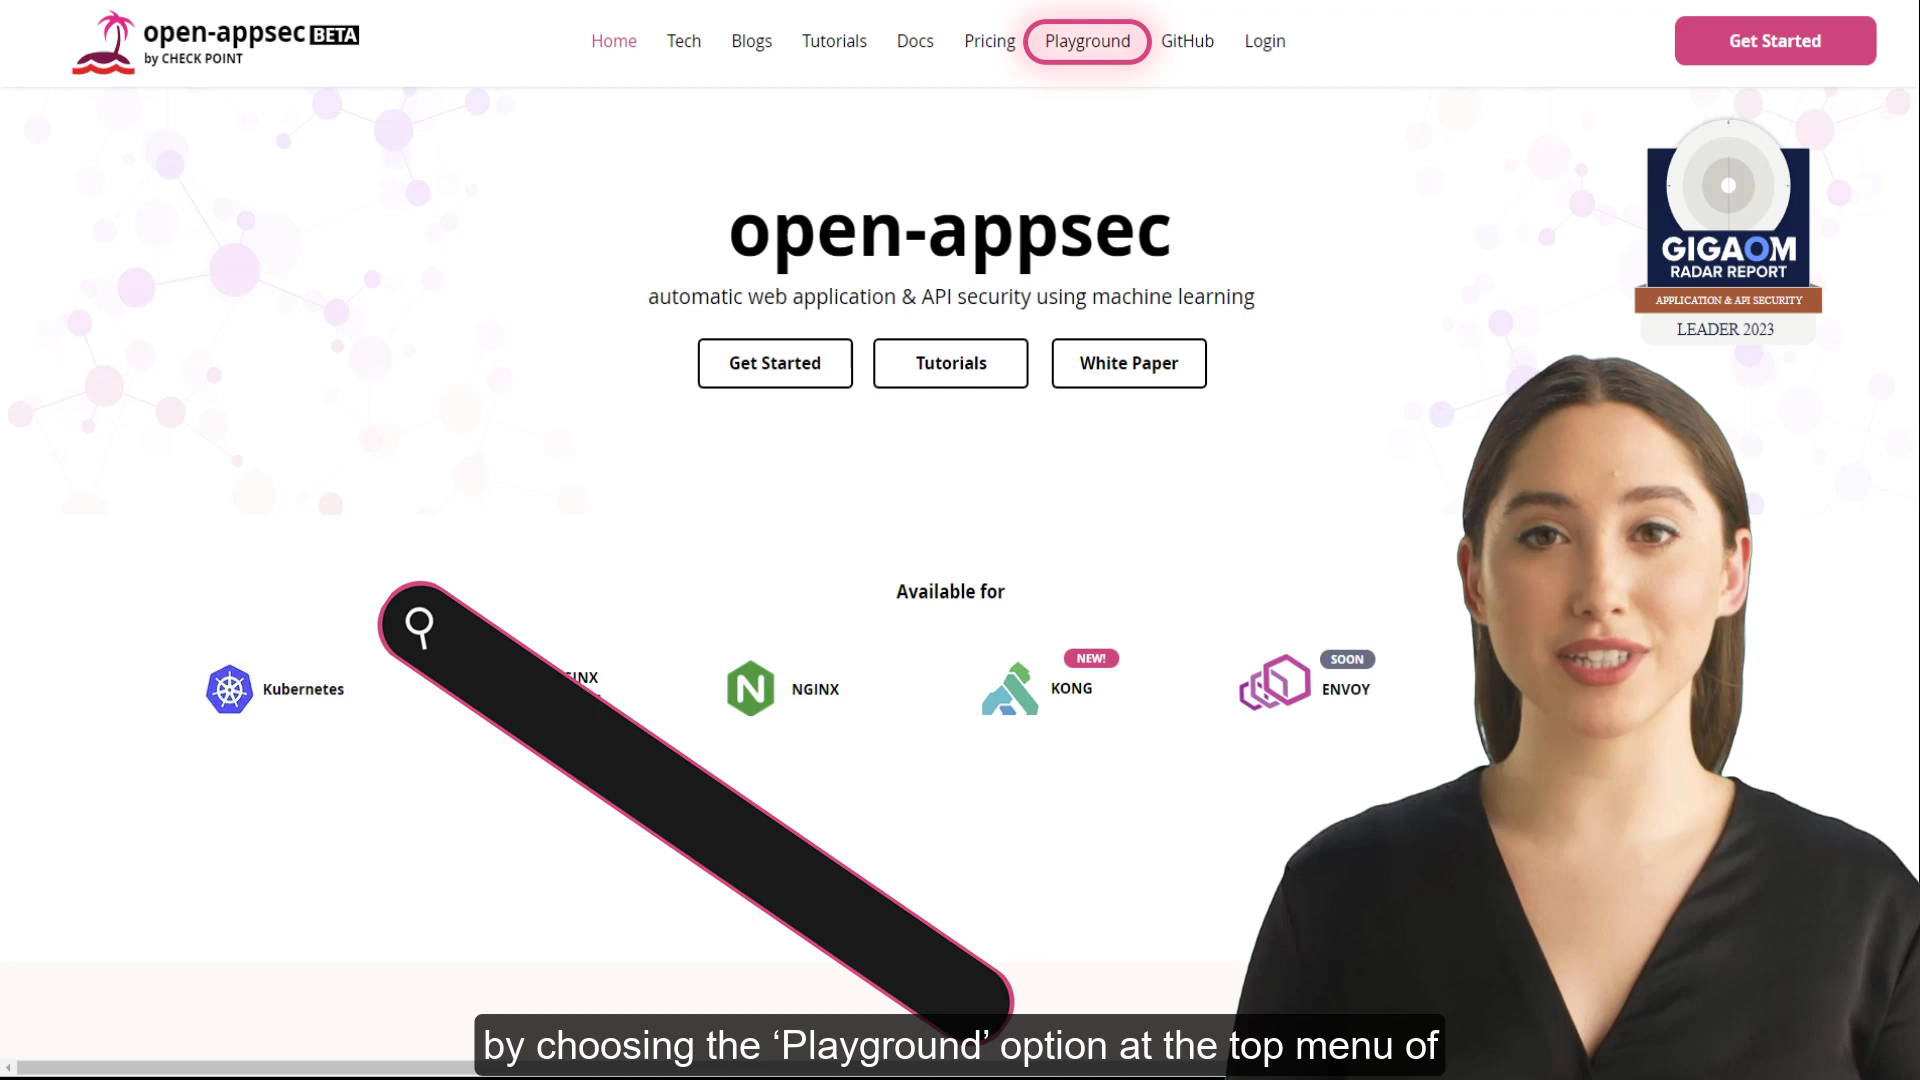 open-appsec BETA
by CHECK POINT
Home Tech Blogs Tutorials Docs Pricing Playground GitHub Login
Get Started
open-appsec
automatic web application & API security using machine learning
Get Started Tutorials White Paper
GIGAOM
RADAR REPORT
APPLICATION & API SECURITY
LEADER 2023
Available for
Kubernetes
NGINX
NEW!
KONG
SOON
ENVOY
by choosing the ‘Playground’ option at the top menu of